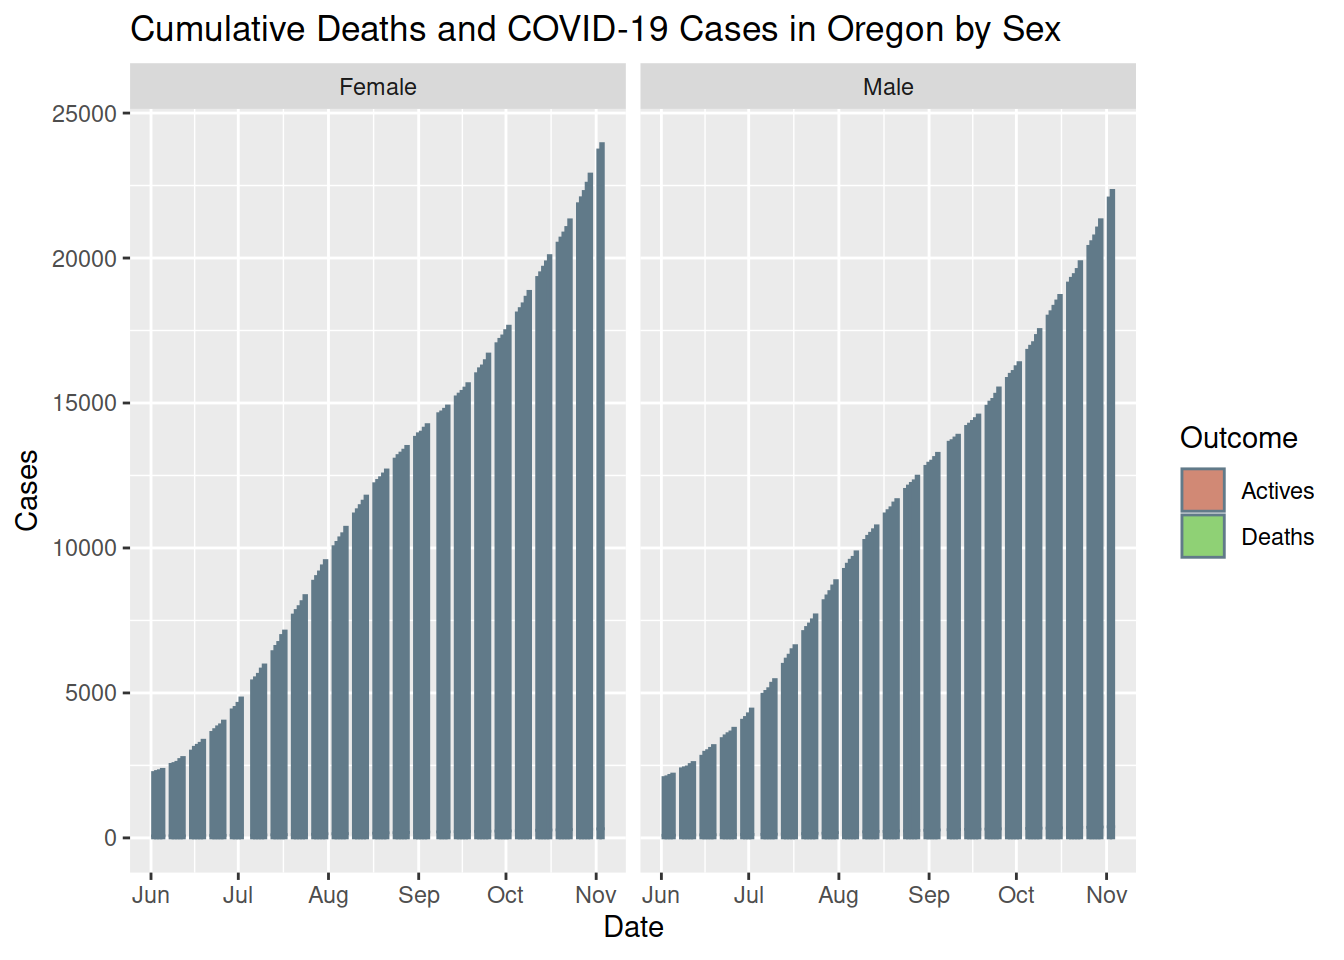 Cumulative Deaths and COVID-19 Cases in Oregon by Sex
Female
Male
25000
20000
15000
10000
5000
0
Cases
Jun Jul Aug Sep Oct Nov
Jun Jul Aug Sep Oct Nov
Date
Outcome
Actives
Deaths